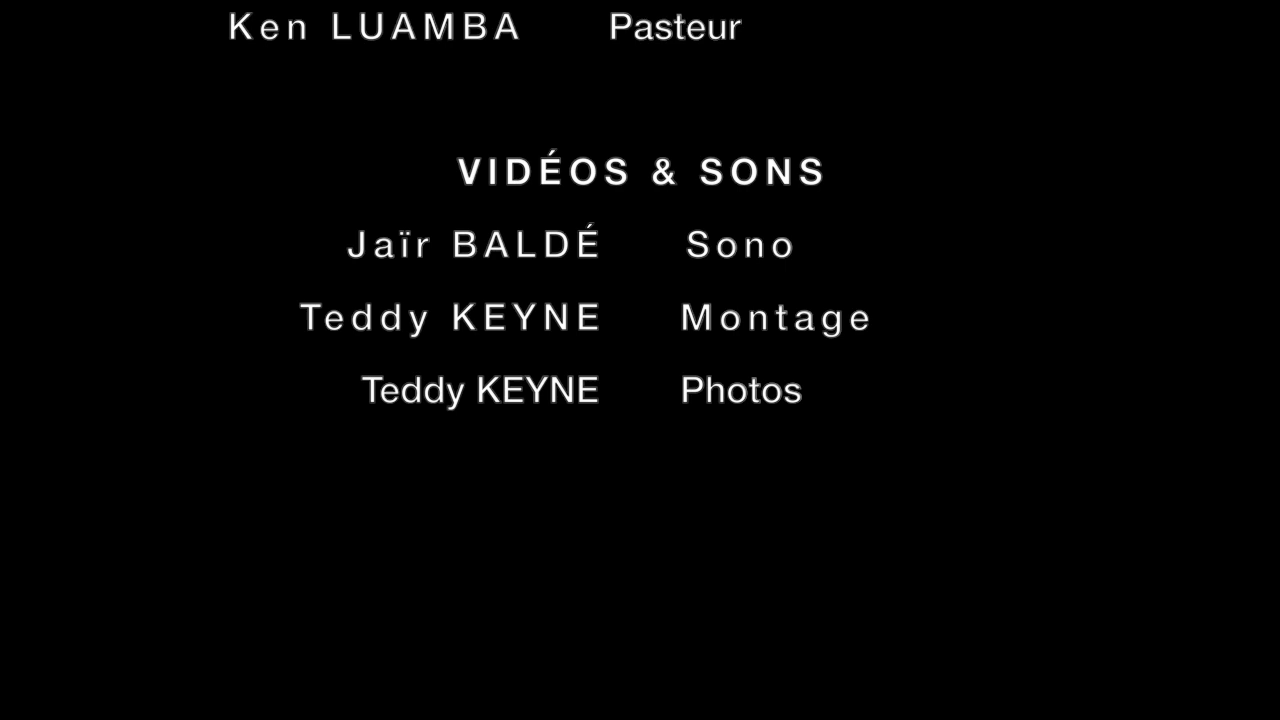 Ken LUAMBA Pasteur
VIDÉOS & SONS
Jaïr BALDÉ Sono
Teddy KEYNE Montage
Teddy KEYNE Photos